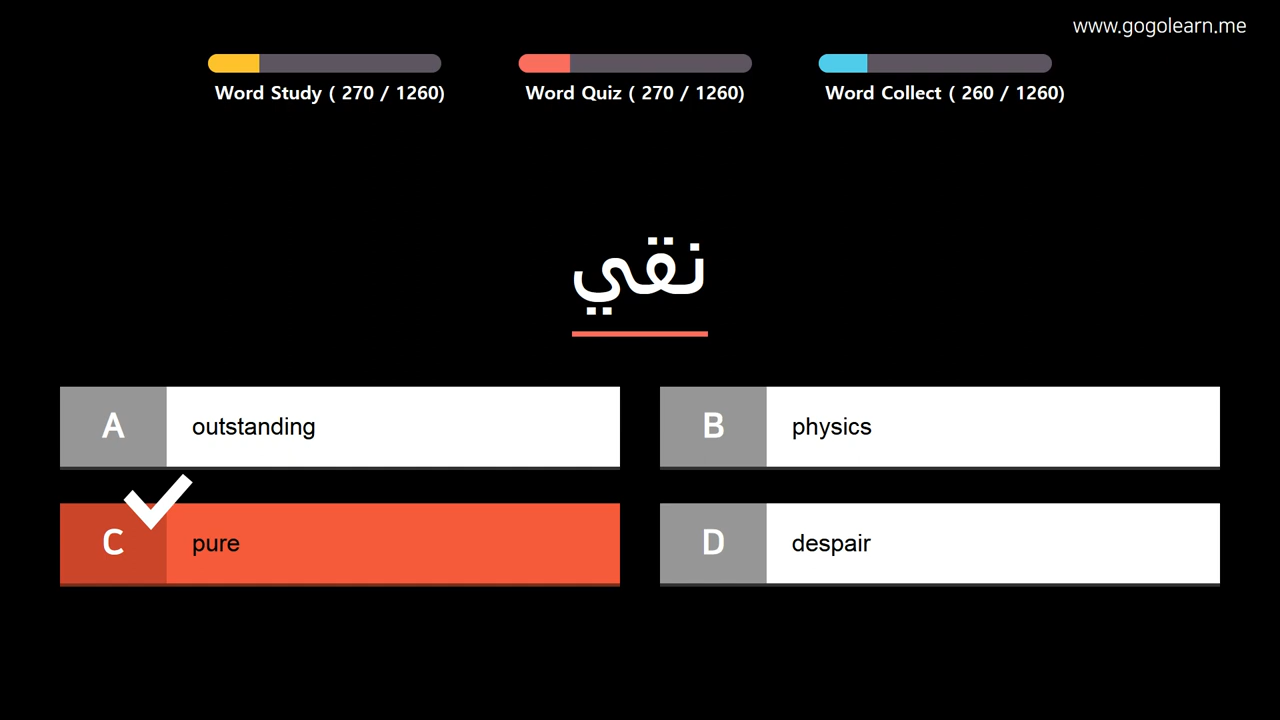 www.gogolearn.me
Word Study ( 270 / 1260)
Word Quiz ( 270 / 1260)
Word Collect ( 260 / 1260)
نقي
A outstanding
B physics
C pure
D despair